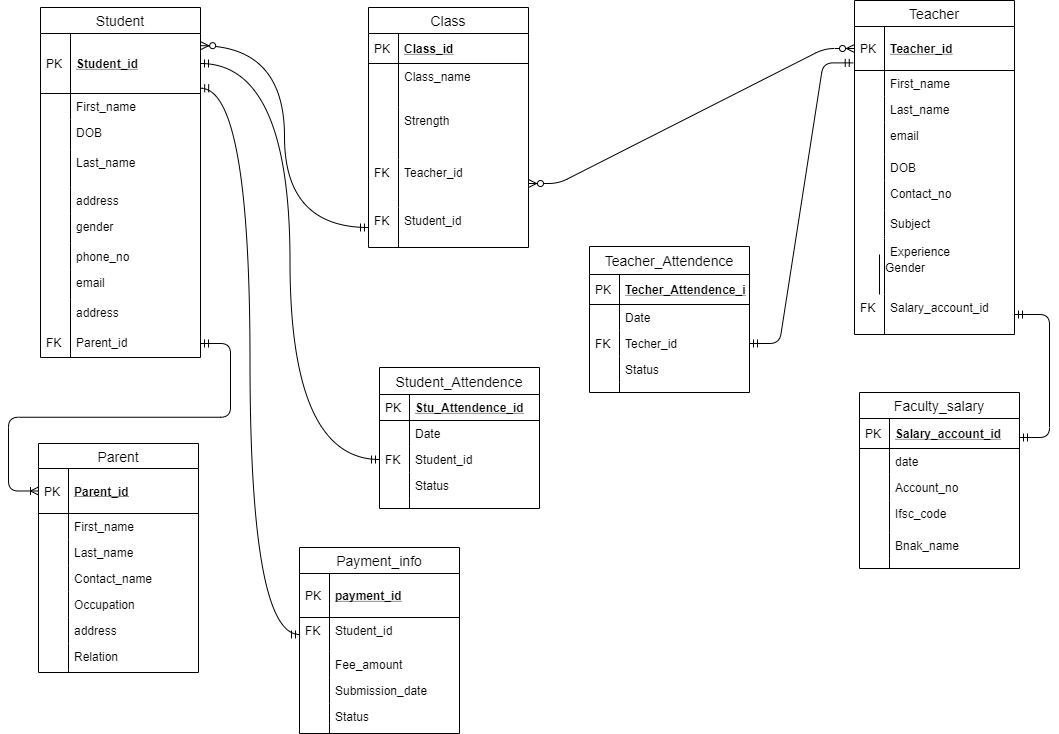 Student
PK Student_id
First_name
DOB
Last_name
address
gender
phone_no
email
address
FK Parent_id
Class
PK Class_id
Class_name
Strength
FK Teacher_id
FK Student_id
Teacher
PK Teacher_id
First_name
Last_name
email
DOB
Contact_no
Subject
Experience
Gender
FK Salary_account_id
Teacher_Attendence
PK Techer_Attendence_i
Date
FK Techer_id
Status
Student_Attendence
PK Stu_Attendence_id
Date
FK Student_id
Status
Faculty_salary
PK Salary_account_id
date
Account_no
Ifsc_code
Bnak_name
Parent
PK Parent_id
First_name
Last_name
Contact_name
Occupation
address
Relation
Payment_info
PK payment_id
FK Student_id
Fee_amount
Submission_date
Status